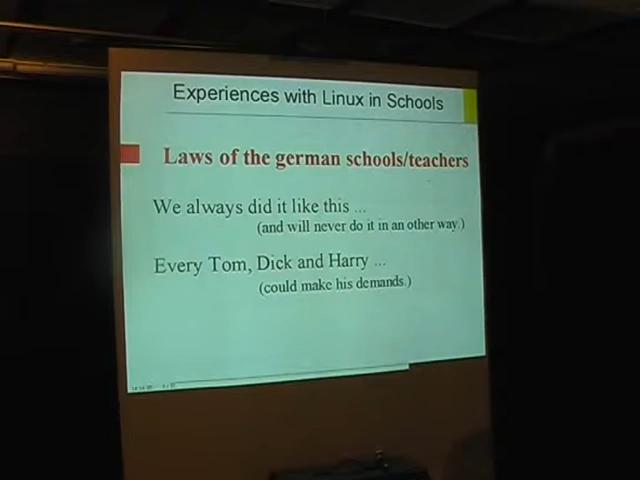 Experiences with Linux in Schools
Laws of the german schools/teachers
We always did it like this ...
(and will never do it in an other way.)
Every Tom, Dick and Harry ...
(could make his demands.)